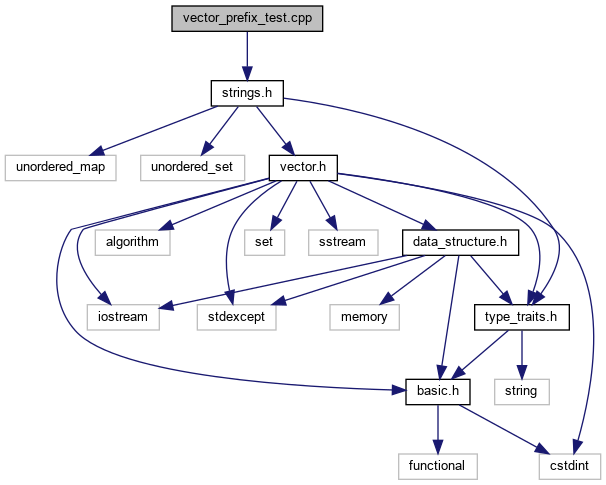 vector_prefix_test.cpp
strings.h
unordered_map
unordered_set
vector.h
algorithm
set
sstream
data_structure.h
iostream
stdexcept
memory
type_traits.h
basic.h
string
functional
cstdint